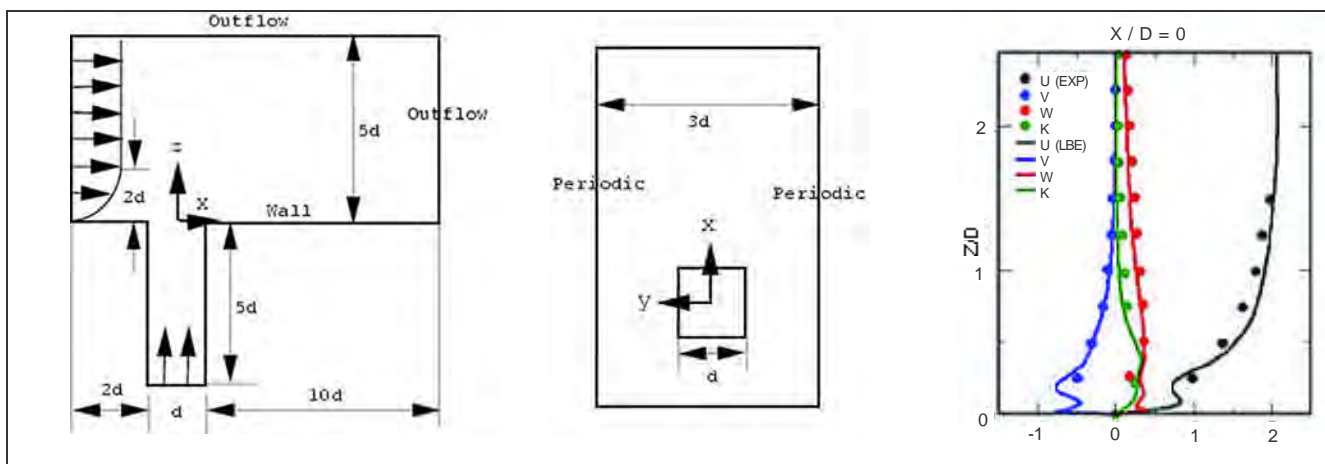 Outflow
5d
Outflow
2d
z
X
Wall
5d
2d
d
10d
3d
Periodic
Periodic
X
y
d
X / D = 0
U (EXP)
V
W
K
U (LBE)
V
W
K
Z/D
2
1
0
-1
0
1
2